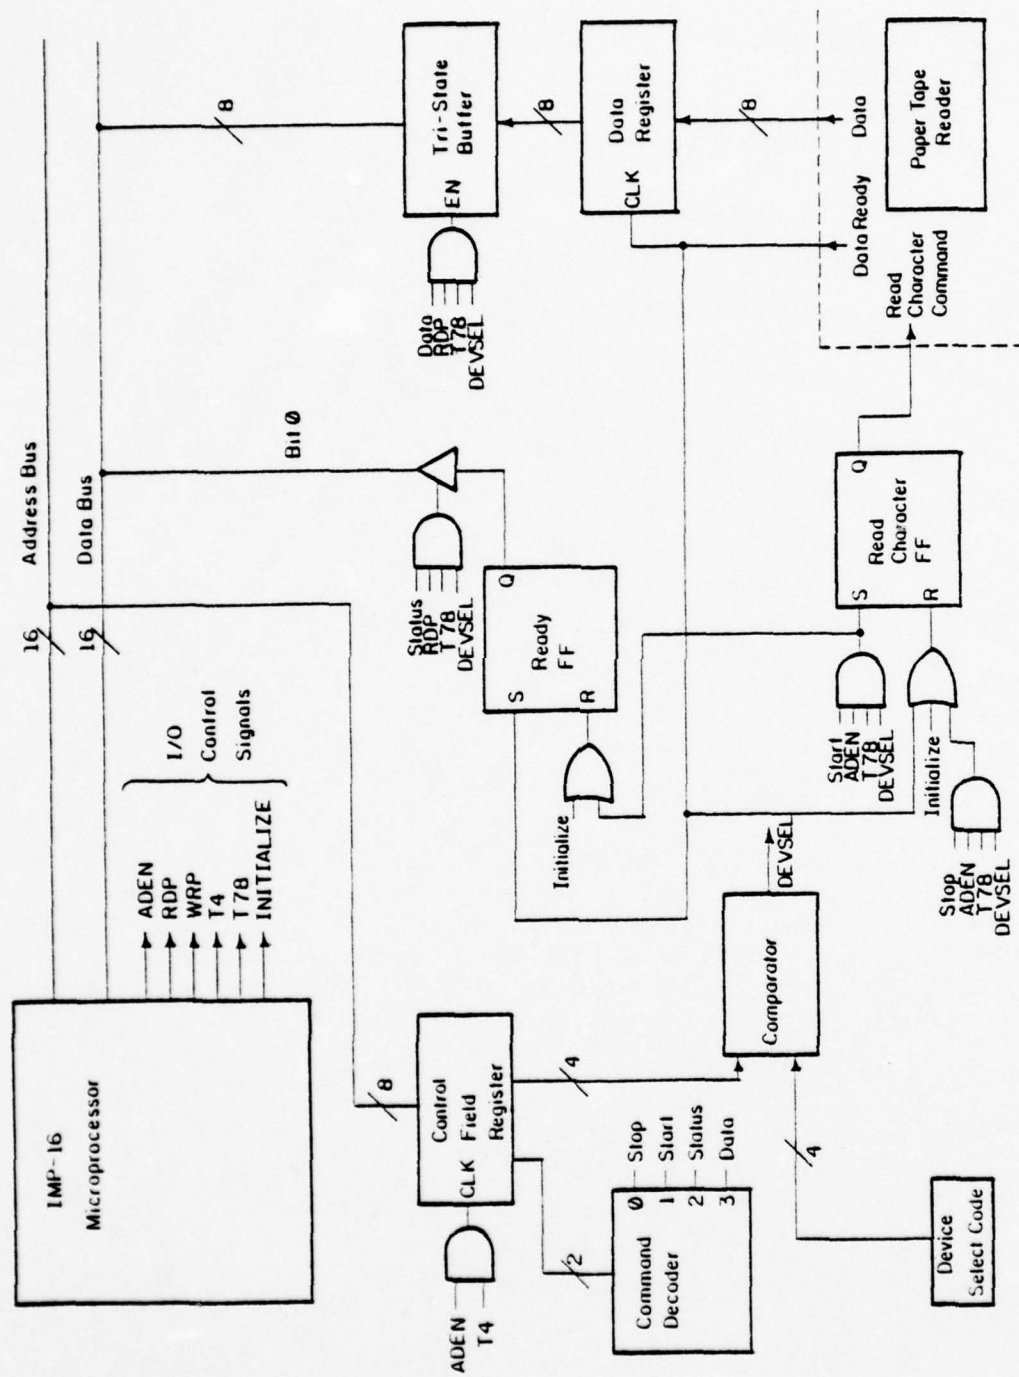 IMP-16
Microprocessor
ADEN
RDP
WRP
T4
T78
INITIALIZE
I/O
Control
Signals
16
Address Bus
16
Data Bus
8
Control
Field
Register
CLK
ADEN
T4
2
4
Command
Decoder
0
1
2
3
Stop
Start
Status
Data
Device
Select Code
4
Comparator
DEVSEL
Status
RDP
T 78
DEVSEL
Bit 0
Ready
FF
S
R
Q
Initialize
Data
RDP
T 78
DEVSEL
8
Tri-State
Buffer
EN
8
Data
Register
CLK
8
Data
Data Ready
Read
Character
Command
Paper Tape
Reader
Read
Character
FF
S
R
Q
Start
ADEN
T 78
DEVSEL
Initialize
Stop
ADEN
T 78
DEVSEL